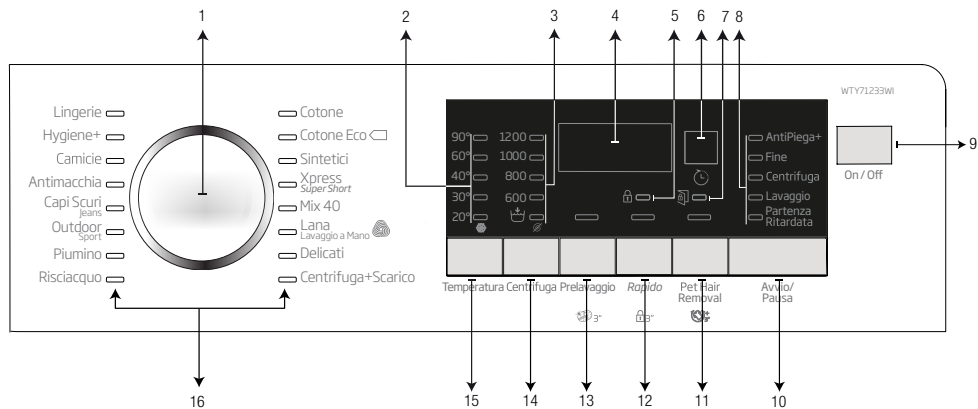 1
2
3
4
5
6
7
8
WTY71233WI
Lingerie
Hygiene+
Camicie
Antimacchia
Capi Scuri
Jeans
Outdoor
Sport
Piumino
Risciacquo
Cotone
Cotone Eco
Sintetici
Xpress
Super Short
Mix 40
Lana
Lavaggio a Mano
Delicati
Centrifuga+Scarico
90° 1200
60° 1000
40° 800
30° 600
20°
AntiPiega+
Fine
Centrifuga
Lavaggio
Partenza
Ritardata
On / Off
9
Temperatura Centrifuga Prelavaggio Rapido Pet Hair Removal Avvio/Pausa
3" 3"
16
15
14
13
12
11
10